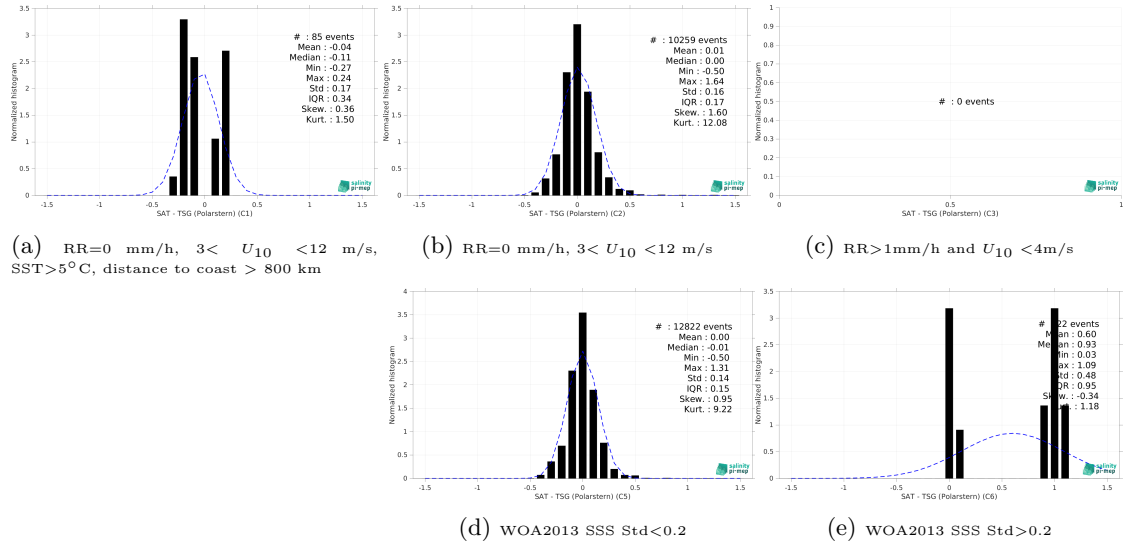 3.5
3
2.5
2
1.5
1
0.5
0
Normalized histogram
# : 85 events
Mean : -0.04
Median : -0.11
Min : -0.27
Max : 0.24
Std : 0.17
IQR : 0.34
Skew. : 0.36
Kurt. : 1.50
salinity
pi-mep
-1.5 -1 -0.5 0 0.5 1 1.5
SAT - TSG (Polarstern) (C1)
(a) RR=0 mm/h, 3< U10 <12 m/s,
SST>5°C, distance to coast > 800 km
3.5
3
2.5
2
1.5
1
0.5
0
Normalized histogram
# : 10259 events
Mean : 0.01
Median : 0.00
Min : -0.50
Max : 1.64
Std : 0.16
IQR : 0.17
Skew. : 1.60
Kurt. : 12.08
salinity
pi-mep
-1.5 -1 -0.5 0 0.5 1 1.5
SAT - TSG (Polarstern) (C2)
(b) RR=0 mm/h, 3< U10 <12 m/s
1
0.9
0.8
0.7
0.6
0.5
0.4
0.3
0.2
0.1
0
Normalized histogram
# : 0 events
salinity
pi-mep
0 0.5 1
SAT - TSG (Polarstern) (C3)
(c) RR>1mm/h and U10 <4m/s
4
3.5
3
2.5
2
1.5
1
0.5
0
Normalized histogram
# : 12822 events
Mean : 0.00
Median : -0.01
Min : -0.50
Max : 1.31
Std : 0.14
IQR : 0.15
Skew. : 0.95
Kurt. : 9.22
salinity
pi-mep
-1.5 -1 -0.5 0 0.5 1 1.5
SAT - TSG (Polarstern) (C5)
(d) WOA2013 SSS Std<0.2
3.5
3
2.5
2
1.5
1
0.5
0
Normalized histogram
# : 22 events
Mean : 0.60
Median : 0.93
Min : 0.03
Max : 1.09
Std : 0.48
IQR : 0.95
Skew. : -0.34
Kurt. : 1.18
salinity
pi-mep
-1.5 -1 -0.5 0 0.5 1 1.5
SAT - TSG (Polarstern) (C6)
(e) WOA2013 SSS Std>0.2